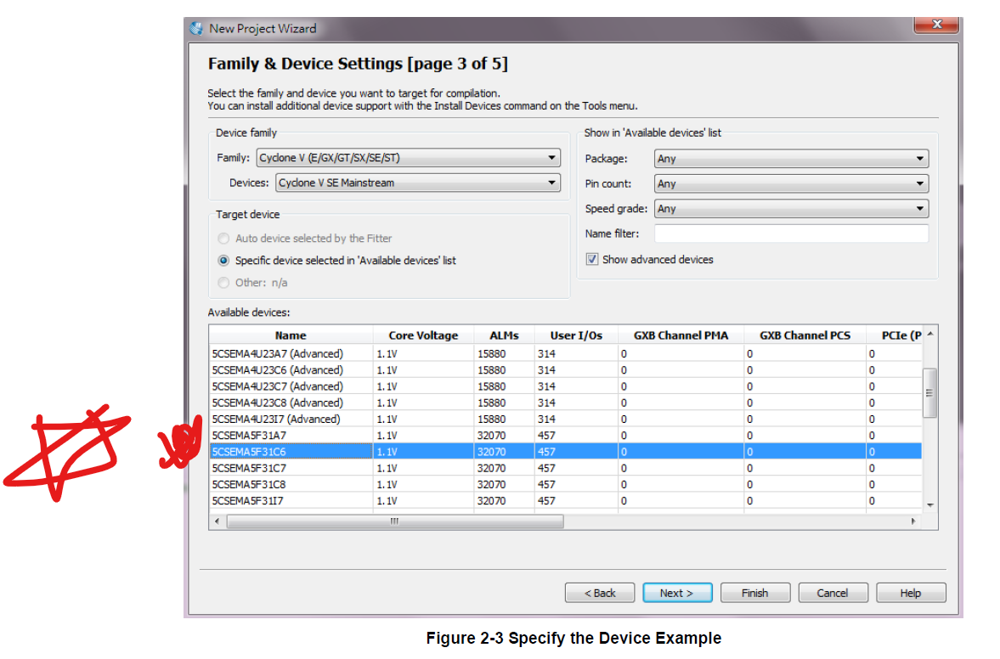 New Project Wizard
Family & Device Settings [page 3 of 5]
Select the family and device you want to target for compilation.
You can install additional device support with the Install Devices command on the Tools menu.
Device family
Family: Cyclone V (E/GX/GT/SX/SE/ST)
Devices: Cyclone V SE Mainstream
Show in 'Available devices' list
Package: Any
Pin count: Any
Speed grade: Any
Name filter:
Show advanced devices
Target device
Auto device selected by the Fitter
Specific device selected in 'Available devices' list
Other: n/a
Available devices:
Name Core Voltage ALMs User I/Os GXB Channel PMA GXB Channel PCS PCIe (P
5CSEMA4U23A7 (Advanced) 1.1V 15880 314 0 0 0
5CSEMA4U23C6 (Advanced) 1.1V 15880 314 0 0 0
5CSEMA4U23C7 (Advanced) 1.1V 15880 314 0 0 0
5CSEMA4U23C8 (Advanced) 1.1V 15880 314 0 0 0
5CSEMA4U23I7 (Advanced) 1.1V 15880 314 0 0 0
5CSEMA5F31A7 1.1V 32070 457 0 0 0
5CSEMA5F31C6 1.1V 32070 457 0 0 0
5CSEMA5F31C7 1.1V 32070 457 0 0 0
5CSEMA5F31C8 1.1V 32070 457 0 0 0
5CSEMA5F31I7 1.1V 32070 457 0 0 0
< Back Next > Finish Cancel Help
Figure 2-3 Specify the Device Example